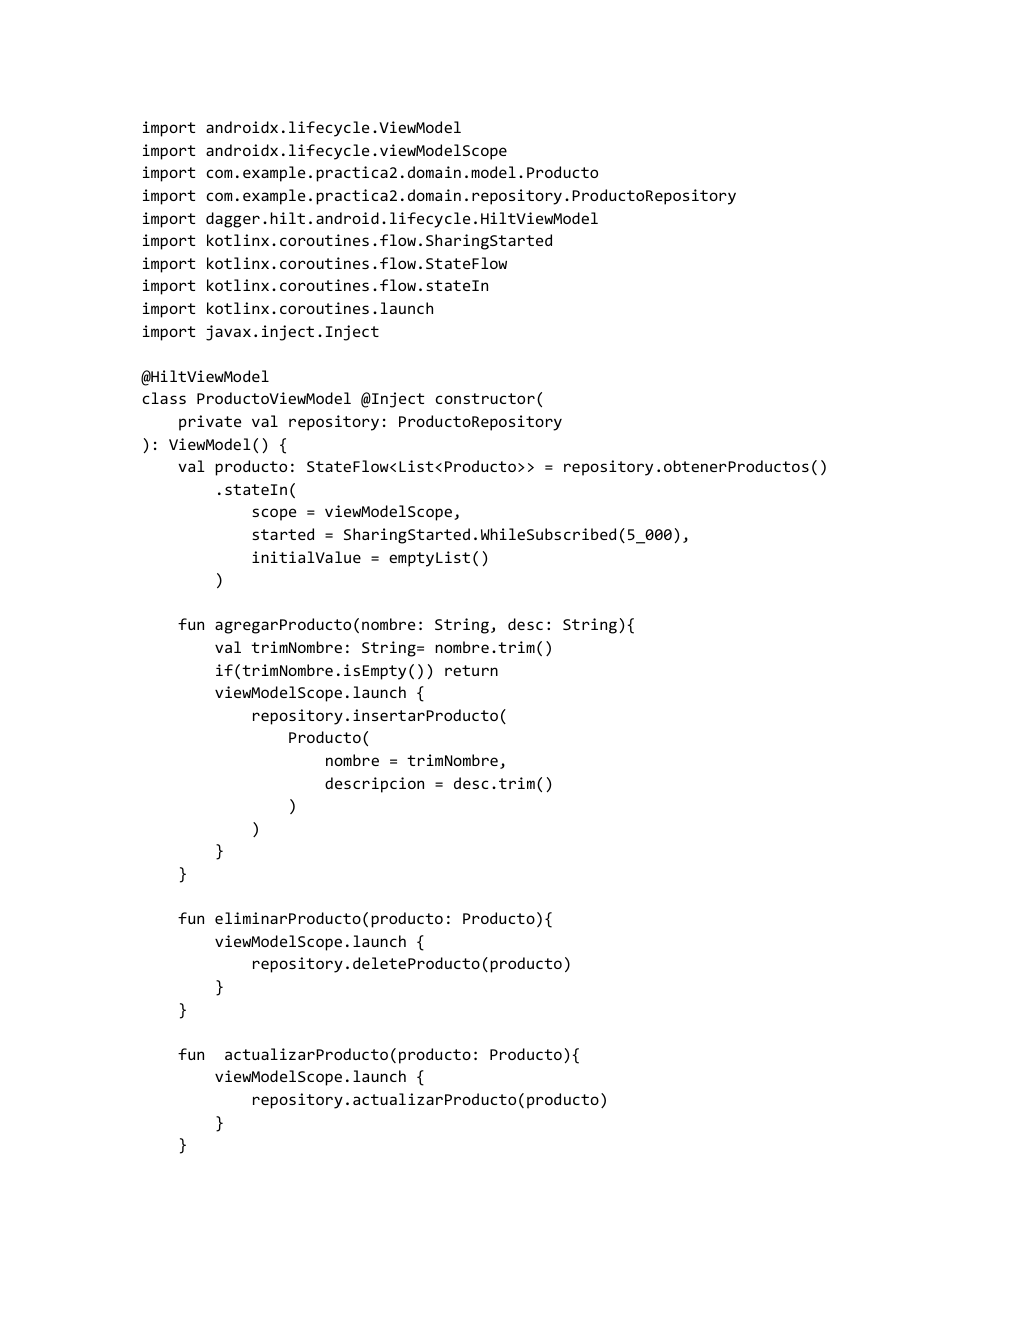 import androidx.lifecycle.ViewModel
import androidx.lifecycle.viewModelScope
import com.example.practica2.domain.model.Producto
import com.example.practica2.domain.repository.ProductoRepository
import dagger.hilt.android.lifecycle.HiltViewModel
import kotlinx.coroutines.flow.SharingStarted
import kotlinx.coroutines.flow.StateFlow
import kotlinx.coroutines.flow.stateIn
import kotlinx.coroutines.launch
import javax.inject.Inject

@HiltViewModel
class ProductoViewModel @Inject constructor(
    private val repository: ProductoRepository
): ViewModel() {
    val producto: StateFlow<List<Producto>> = repository.obtenerProductos()
        .stateIn(
            scope = viewModelScope,
            started = SharingStarted.WhileSubscribed(5_000),
            initialValue = emptyList()
        )

    fun agregarProducto(nombre: String, desc: String){
        val trimNombre: String= nombre.trim()
        if(trimNombre.isEmpty()) return
        viewModelScope.launch {
            repository.insertarProducto(
                Producto(
                    nombre = trimNombre,
                    descripcion = desc.trim()
                )
            )
        }
    }

    fun eliminarProducto(producto: Producto){
        viewModelScope.launch {
            repository.deleteProducto(producto)
        }
    }

    fun  actualizarProducto(producto: Producto){
        viewModelScope.launch {
            repository.actualizarProducto(producto)
        }
    }